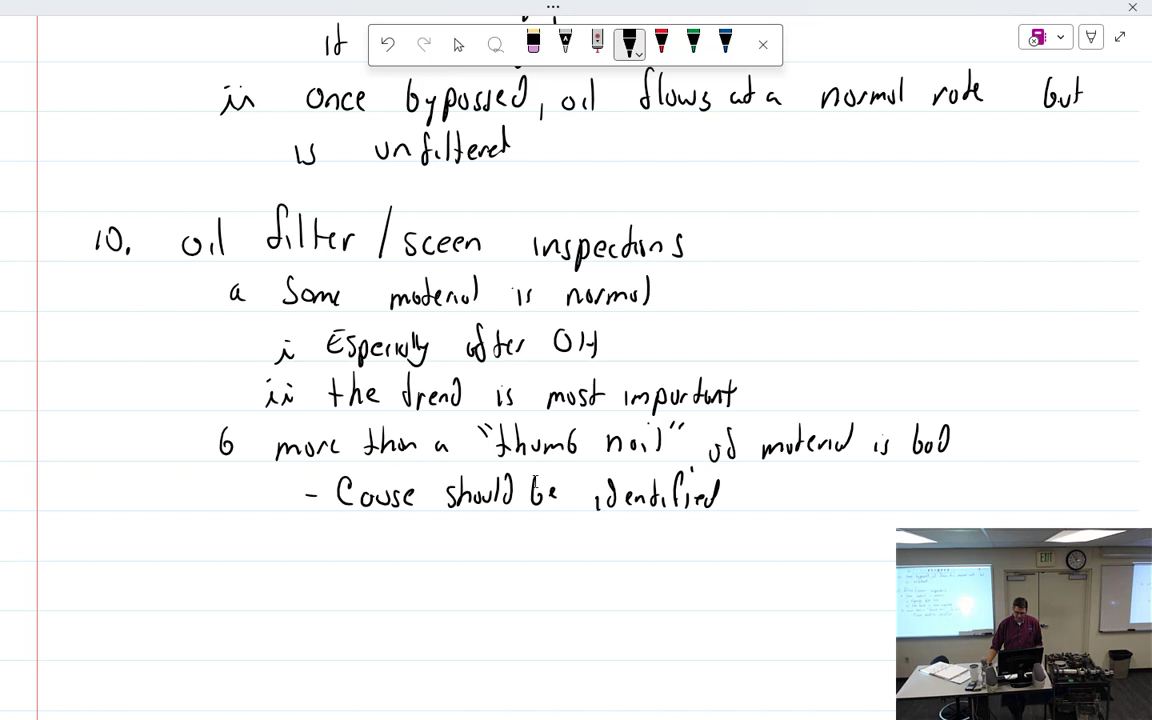 it
ii once bypassed, oil flows at a normal rate but
is unfiltered
10. oil filter/sceen inspections
a Some material is normal
i Especially after OH
ii the trend is most important
b more than a "thumb nail" of material is bad
- Cause should be identified
EXIT